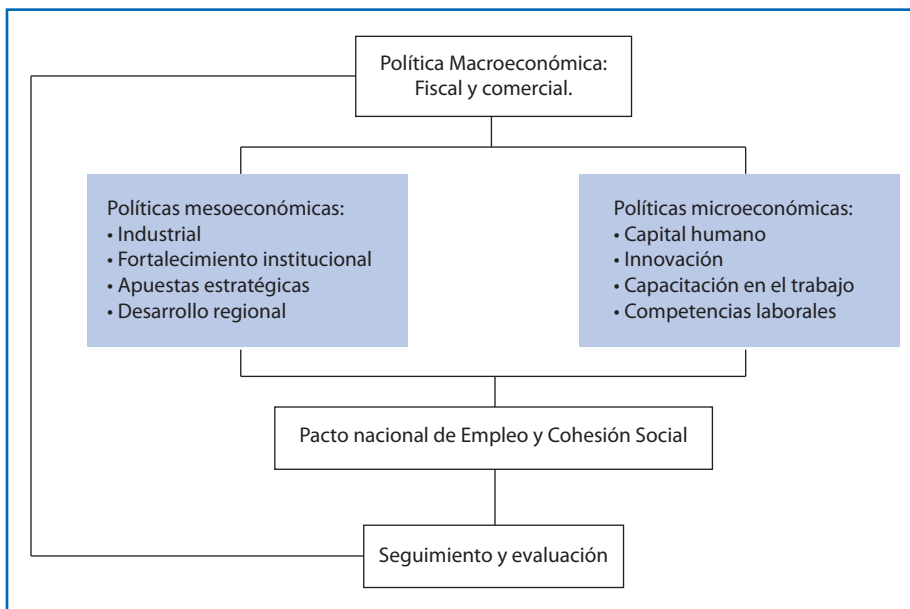 Política Macroeconómica:
Fiscal y comercial.
Políticas mesoeconómicas:
• Industrial
• Fortalecimiento institucional
• Apuestas estratégicas
• Desarrollo regional
Políticas microeconómicas:
• Capital humano
• Innovación
• Capacitación en el trabajo
• Competencias laborales
Pacto nacional de Empleo y Cohesión Social
Seguimiento y evaluación